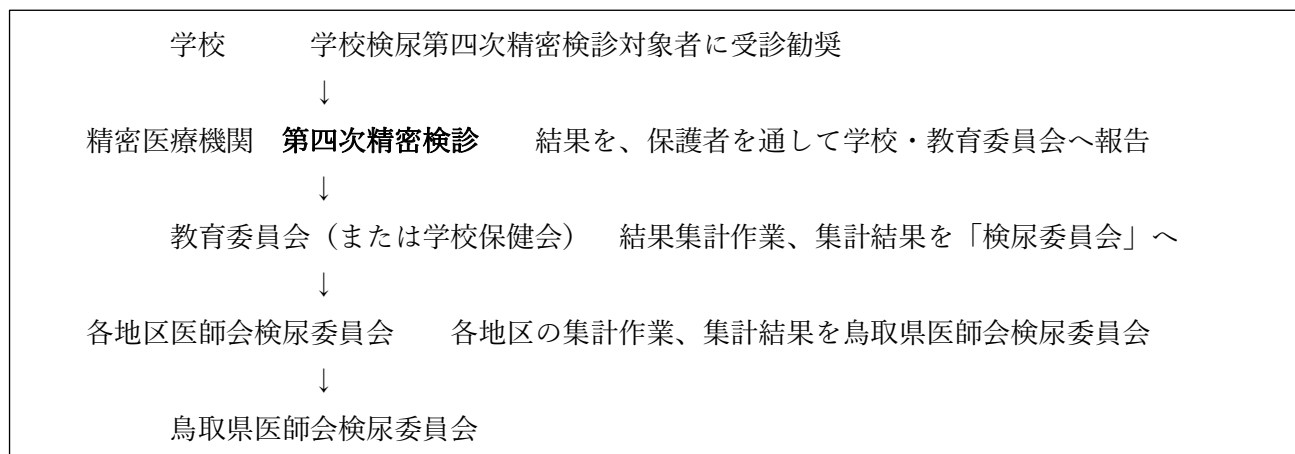 学校　　　学校検尿第四次精密検診対象者に受診勧奨
↓
精密医療機関　第四次精密検診　　結果を、保護者を通して学校・教育委員会へ報告
↓
教育委員会（または学校保健会）　結果集計作業、集計結果を「検尿委員会」へ
↓
各地区医師会検尿委員会　　各地区の集計作業、集計結果を鳥取県医師会検尿委員会
↓
鳥取県医師会検尿委員会